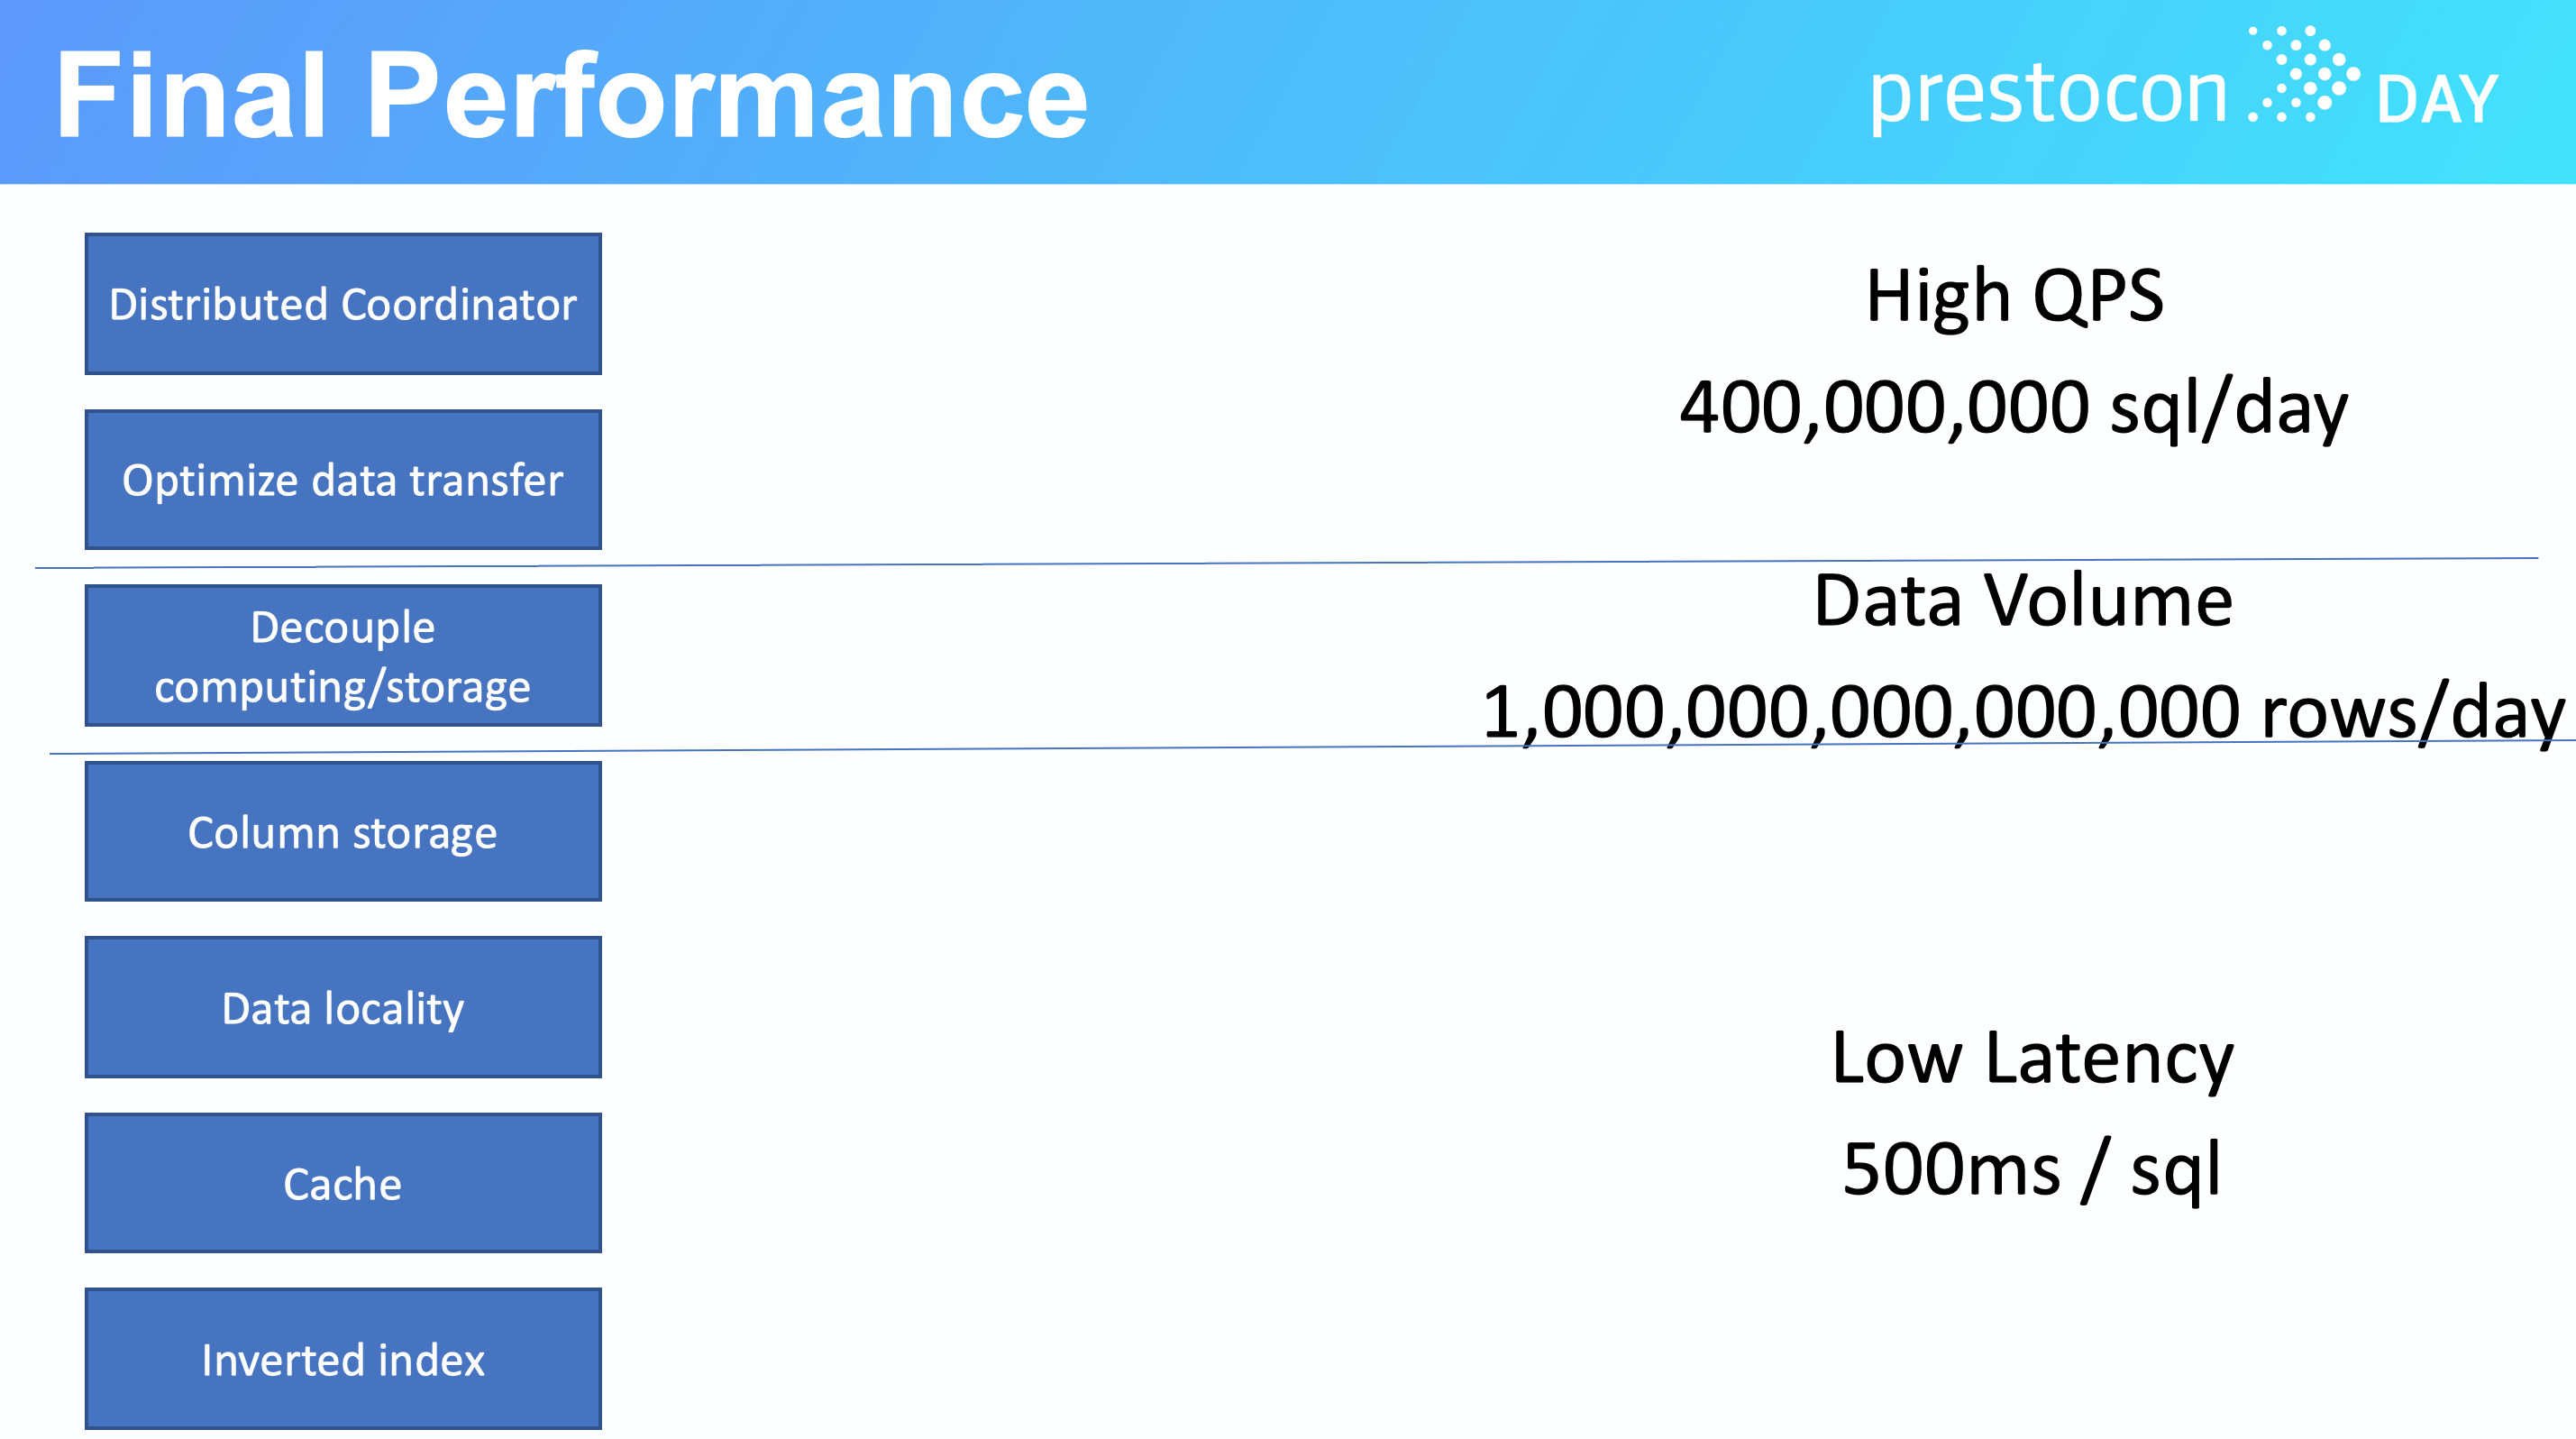 Final Performance
prestocon DAY
Distributed Coordinator
High QPS
400,000,000 sql/day
Optimize data transfer
Decouple
computing/storage
Data Volume
1,000,000,000,000,000 rows/day
Column storage
Data locality
Low Latency
500ms / sql
Cache
Inverted index